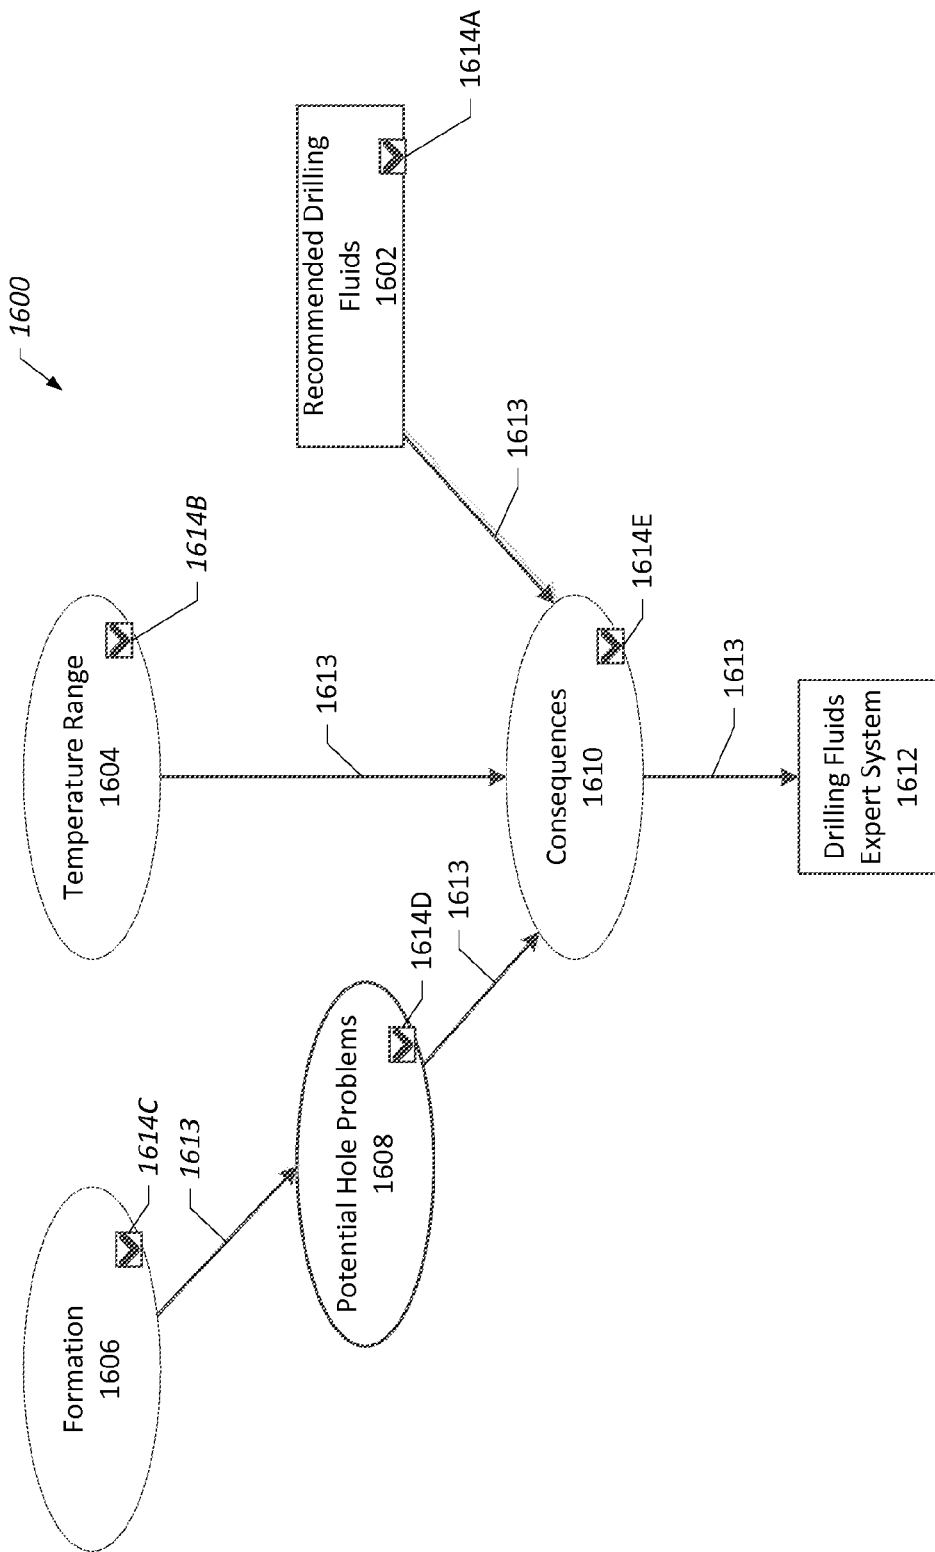 1600
Formation
1606
1614C
1613
Temperature Range
1604
1614B
Potential Hole Problems
1608
1614D
1613
1613
Recommended Drilling
Fluids
1602
1614A
1613
Consequences
1610
1614E
1613
Drilling Fluids
Expert System
1612